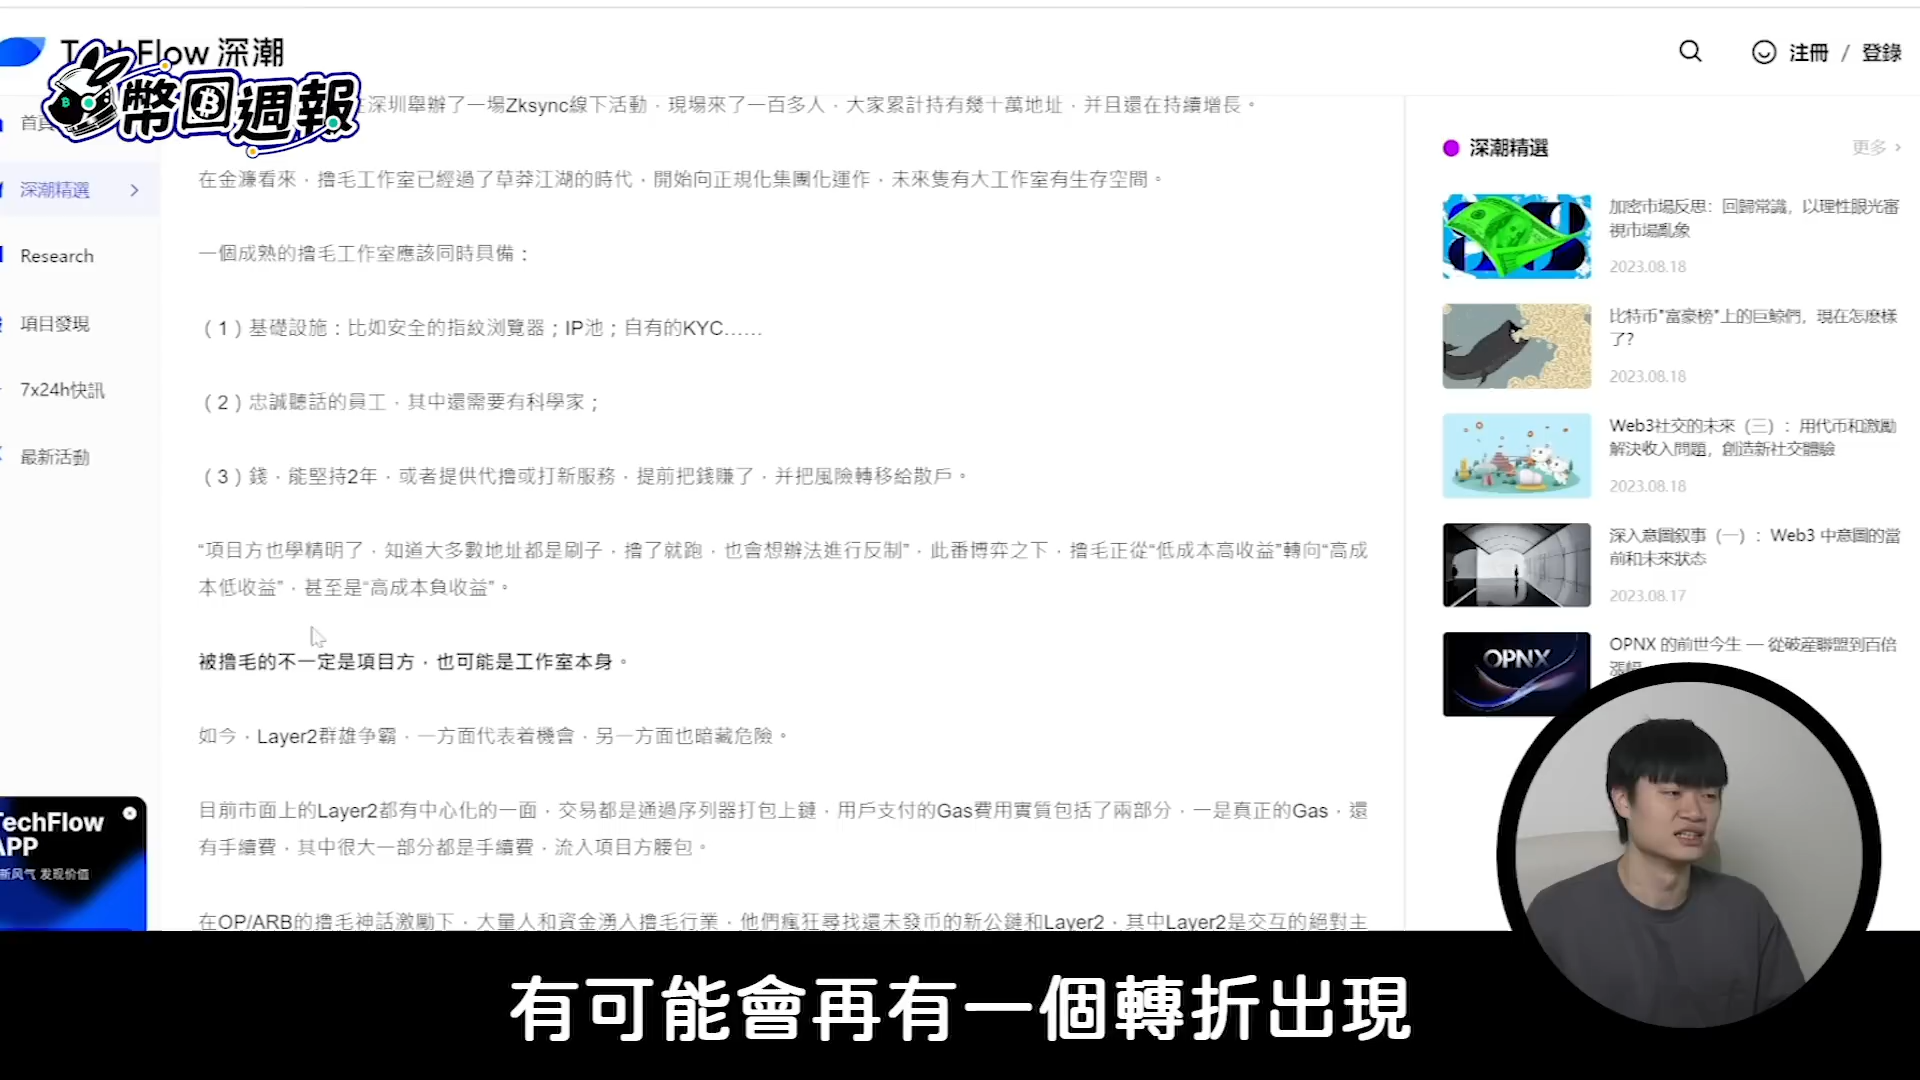 TechFlow 深潮
幣圈週報
注冊 / 登錄
首頁
深潮精選
Research
項目發現
7x24h快訊
最新活動
TechFlow
APP
新风气 发现价值
深圳舉辦了一場Zksync線下活動，現場來了一百多人，大家累計持有幾十萬地址，并且還在持續增長。
在金濂看來，擼毛工作室已經過了草莽江湖的時代，開始向正規化集團化運作，未來隻有大工作室有生存空間。
一個成熟的擼毛工作室應該同時具備：
（1）基礎設施：比如安全的指紋浏覽器；IP池；自有的KYC……
（2）忠誠聽話的員工，其中還需要有科學家；
（3）錢，能堅持2年，或者提供代擼或打新服務，提前把錢賺了，并把風險轉移給散戶。
“項目方也學精明了，知道大多數地址都是刷子，擼了就跑，也會想辦法進行反制”，此番博弈之下，擼毛正從“低成本高收益”轉向“高成
本低收益”，甚至是“高成本負收益”。
被擼毛的不一定是項目方，也可能是工作室本身。
如今，Layer2群雄争霸，一方面代表着機會，另一方面也暗藏危險。
目前市面上的Layer2都有中心化的一面，交易都是通過序列器打包上鏈，用戶支付的Gas費用實質包括了兩部分，一是真正的Gas，還
有手續費，其中很大一部分都是手續費，流入項目方腰包。
在OP/ARB的擼毛神話激勵下，大量人和資金湧入擼毛行業，他們瘋狂尋找還未發币的新公鏈和Layer2，其中Layer2是交互的絕對主
深潮精選
更多
加密市場反思：回歸常識，以理性眼光審
視市場亂象
2023.08.18
比特币"富豪榜"上的巨鲸們，現在怎麽樣
了？
2023.08.18
Web3社交的未來（三）：用代币和激勵
解決收入問題，創造新社交體驗
2023.08.18
深入意圖叙事（一）：Web3 中意圖的當
前和未來狀态
2023.08.17
OPNX
OPNX 的前世今生 — 從破産聯盟到百倍
漲幅
有可能會再有一個轉折出現